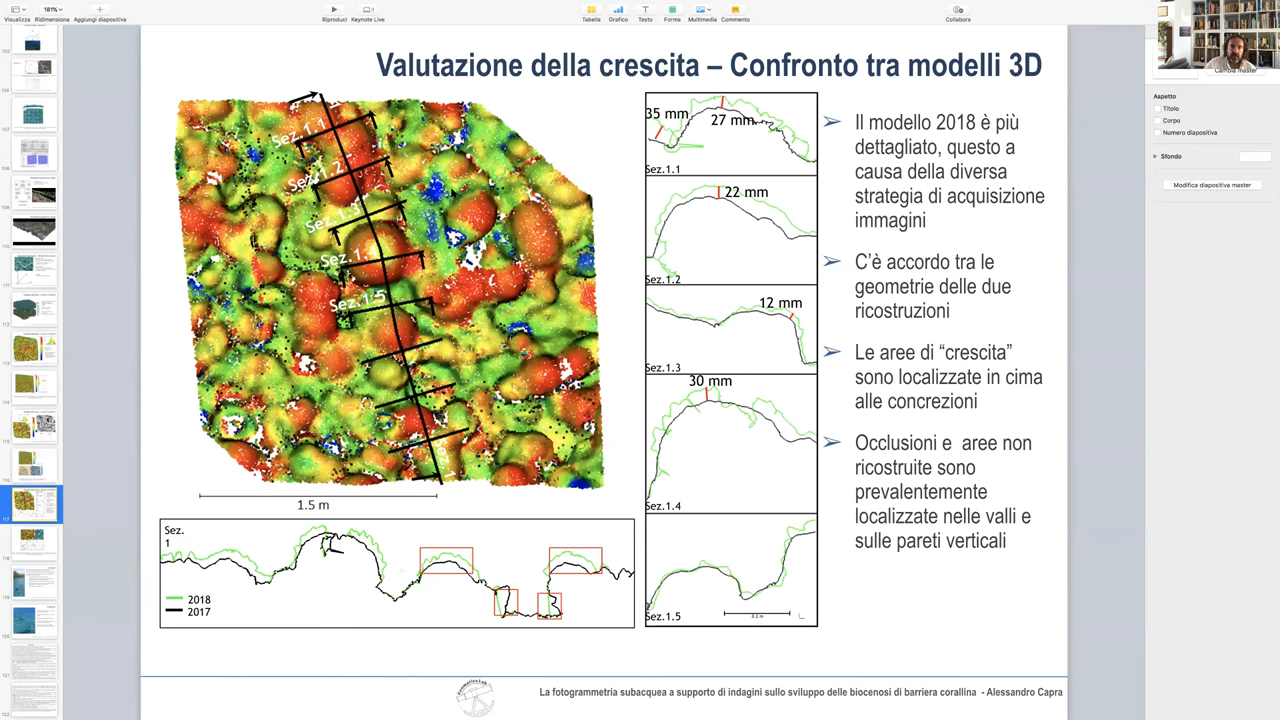 181%
Visualizza
Ridimensiona
Aggiungi diapositiva
Riproduci
Keynote Live
Tabella
Grafico
Testo
Forma
Multimedia
Commento
Collabora
Cambia master
Aspetto
Titolo
Corpo
Numero diapositiva
Sfondo
Modifica diapositiva master
Valutazione della crescita – Confronto tra modelli 3D
Sez.1.1
Sez.1.2
Sez.1.5
1.5 m
35 mm
27 mm
Sez.1.1
22 mm
Sez.1.2
12 mm
Sez.1.3
30 mm
Sez.1.4
Sez.1.5
0.2 m
Sez.
1
2018
2017
Il modello 2018 è più
dettagliato, questo a
causa della diversa
strategia di acquisizione
immagini
C'è accordo tra le
geometrie delle due
ricostruzioni
Le aree di “crescita”
sono localizzate in cima
alle concrezioni
Occlusioni e aree non
ricostruite sono
prevalentemente
localizzate nelle valli e
sulle pareti verticali
La fotogrammetria subacquea a supporto di indagini sullo sviluppo delle biocenosi di barriera corallina - Alessandro Capra